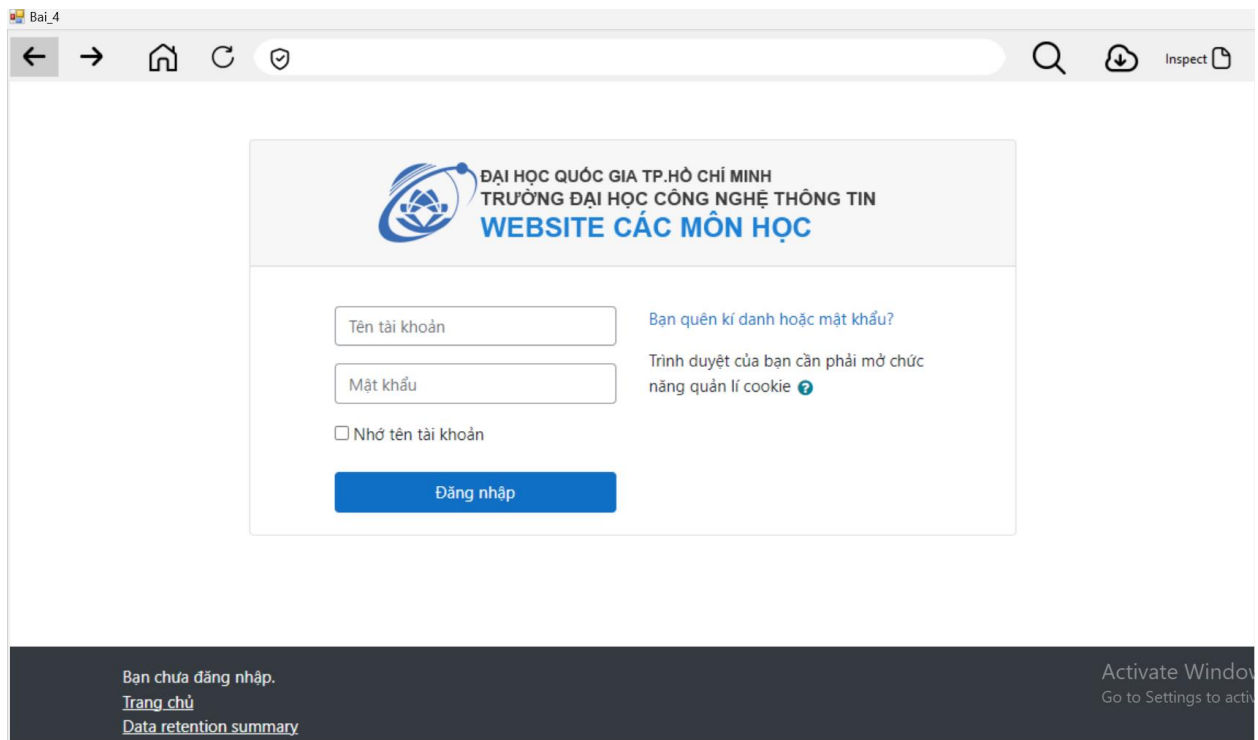 Bai_4
Inspect
ĐẠI HỌC QUỐC GIA TP.HỒ CHÍ MINH
TRƯỜNG ĐẠI HỌC CÔNG NGHỆ THÔNG TIN
WEBSITE CÁC MÔN HỌC
Tên tài khoản
Mật khẩu
Nhớ tên tài khoản
Đăng nhập
Bạn quên kí danh hoặc mật khẩu?
Trình duyệt của bạn cần phải mở chức
năng quản lí cookie
Bạn chưa đăng nhập.
Trang chủ
Data retention summary
Activate Window
Go to Settings to activ